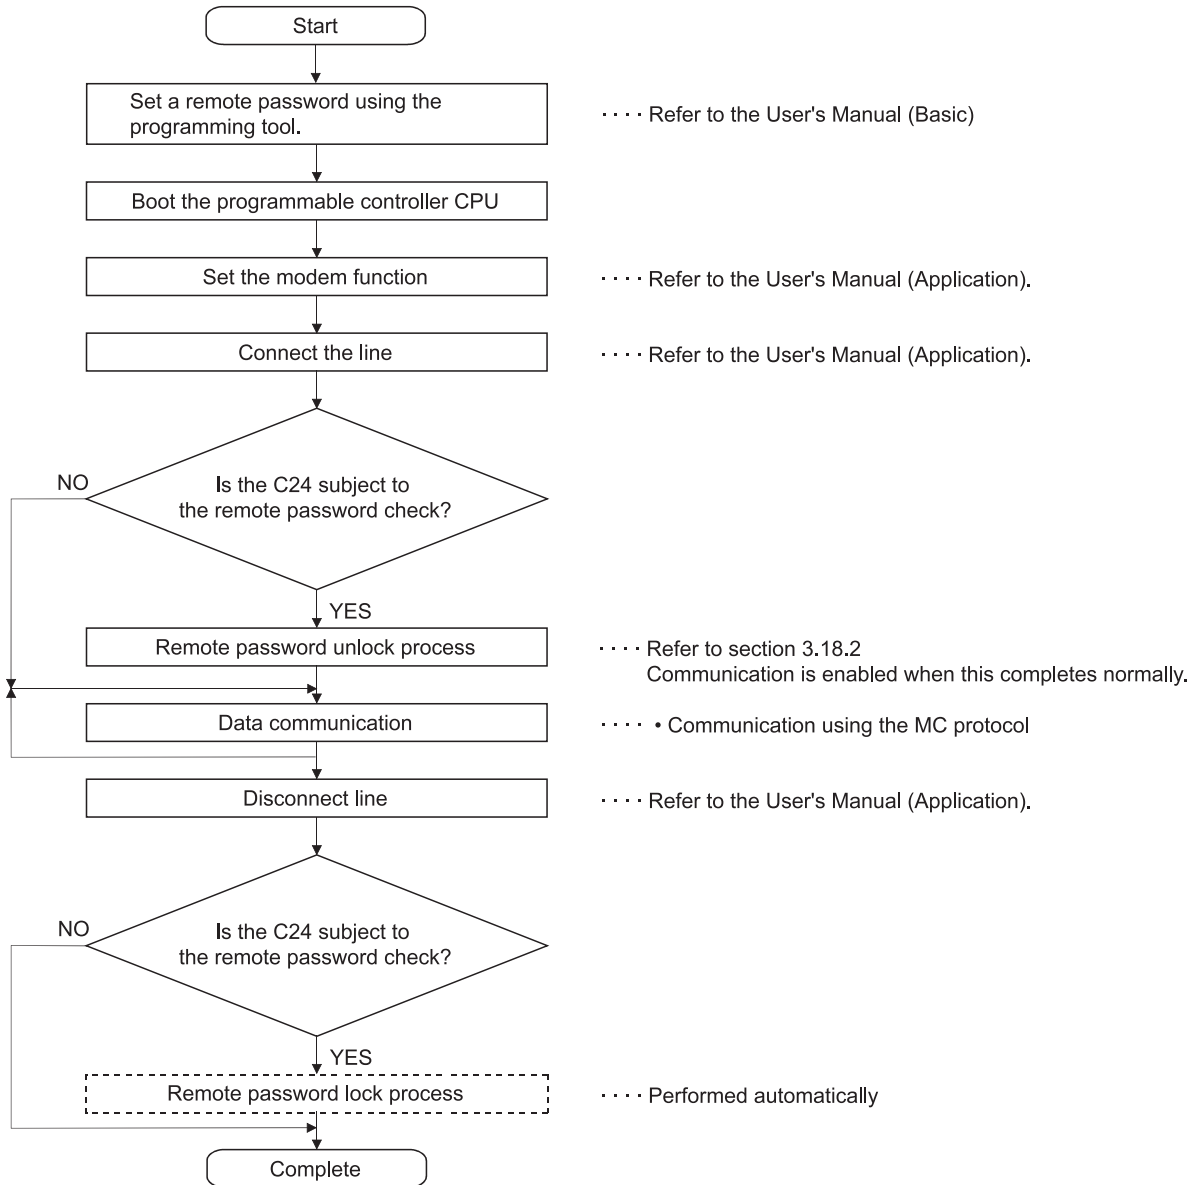 Start
Set a remote password using the
programming tool.
· · · · Refer to the User's Manual (Basic)
Boot the programmable controller CPU
Set the modem function
· · · · Refer to the User's Manual (Application).
Connect the line
· · · · Refer to the User's Manual (Application).
NO
Is the C24 subject to
the remote password check?
YES
Remote password unlock process
· · · · Refer to section 3.18.2
Communication is enabled when this completes normally.
Data communication
· · · · • Communication using the MC protocol
Disconnect line
· · · · Refer to the User's Manual (Application).
NO
Is the C24 subject to
the remote password check?
YES
Remote password lock process
· · · · Performed automatically
Complete